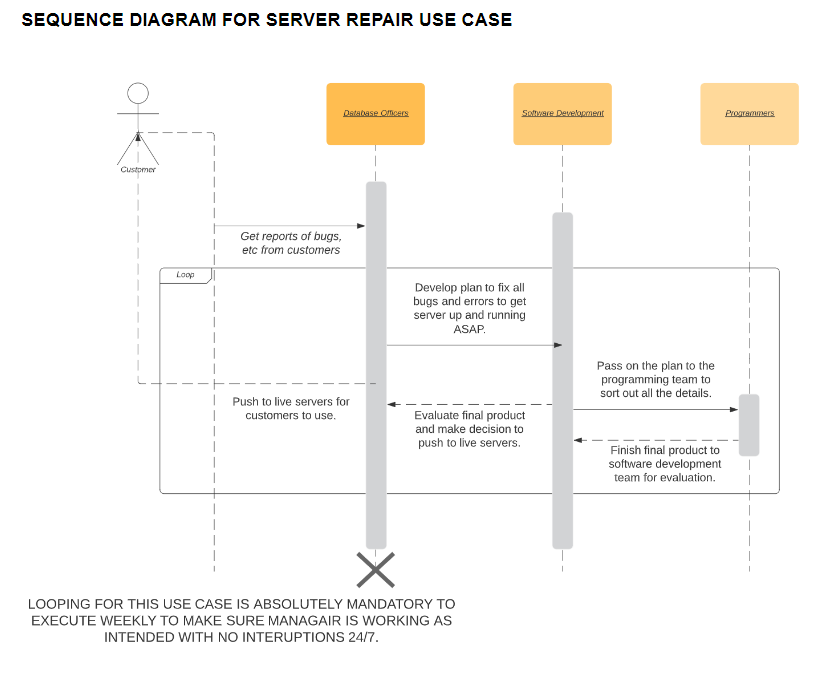 SEQUENCE DIAGRAM FOR SERVER REPAIR USE CASE
Database Officers
Software Development
Programmers
Customer
Get reports of bugs,
etc from customers
Loop
Develop plan to fix all
bugs and errors to get
server up and running
ASAP.
Pass on the plan to the
programming team to
sort out all the details.
Push to live servers for
customers to use.
Evaluate final product
and make decision to
push to live servers.
Finish final product to
software development
team for evaluation.
LOOPING FOR THIS USE CASE IS ABSOLUTELY MANDATORY TO
EXECUTE WEEKLY TO MAKE SURE MANAGAIR IS WORKING AS
INTENDED WITH NO INTERUPTIONS 24/7.